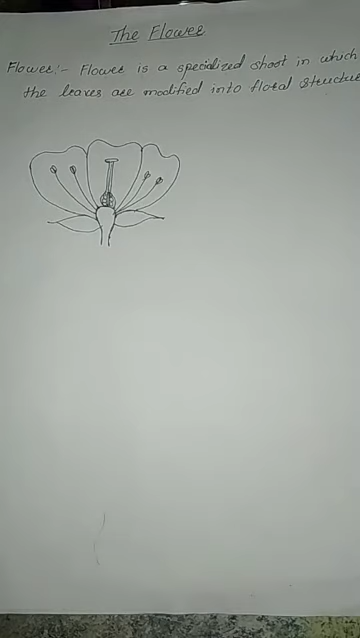 The Flower
Flower:- Flower is a specialized shoot in which
the leaves are modified into floral structure